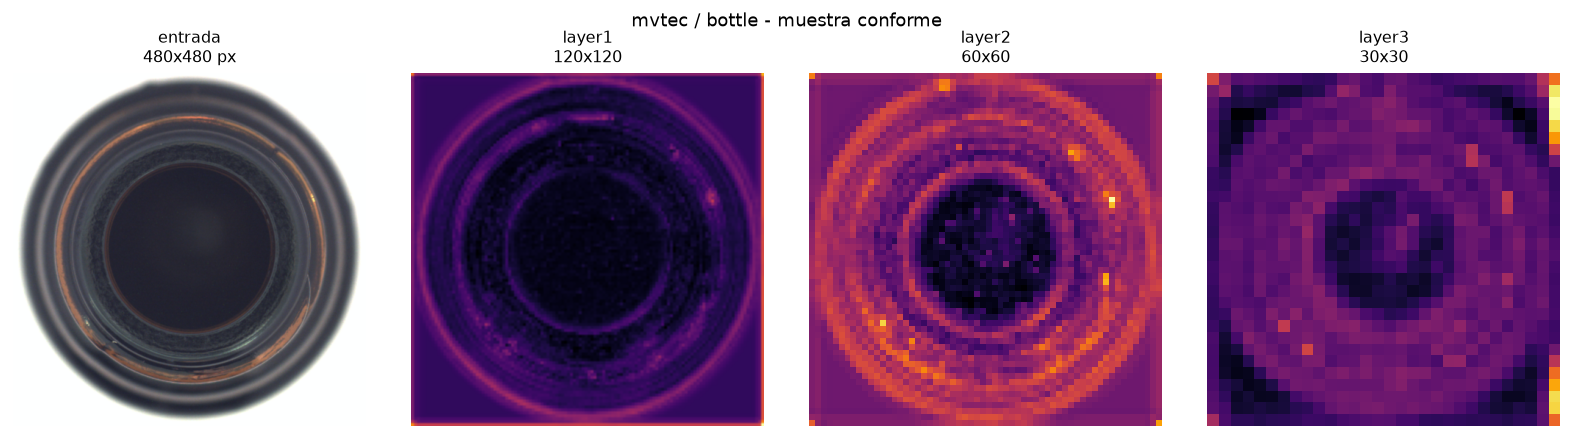 mvtec / bottle - muestra conforme
entrada
480x480 px
layer1
120x120
layer2
60x60
layer3
30x30